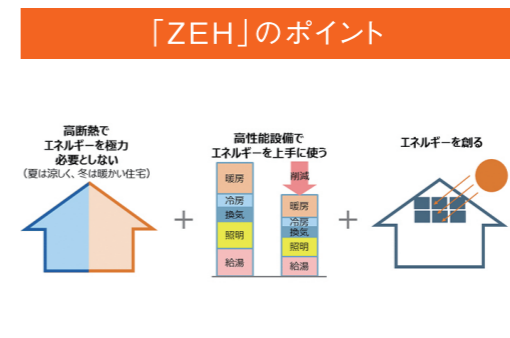 「ZEH」のポイント
高断熱で
エネルギーを極力
必要としない
（夏は涼しく、冬は暖かい住宅）
高性能設備で
エネルギーを上手に使う
暖房
冷房
換気
照明
給湯
削減
暖房
冷房
換気
照明
給湯
エネルギーを創る